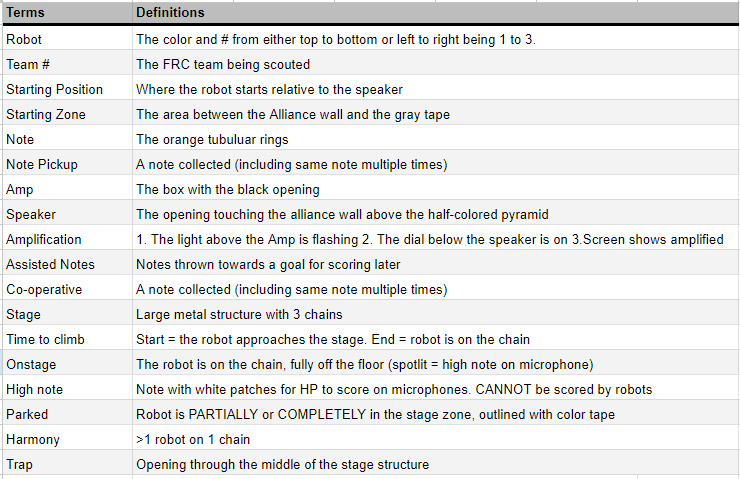 Terms Definitions
Robot The color and # from either top to bottom or left to right being 1 to 3.
Team # The FRC team being scouted
Starting Position Where the robot starts relative to the speaker
Starting Zone The area between the Alliance wall and the gray tape
Note The orange tubuluar rings
Note Pickup A note collected (including same note multiple times)
Amp The box with the black opening
Speaker The opening touching the alliance wall above the half-colored pyramid
Amplification 1. The light above the Amp is flashing 2. The dial below the speaker is on 3.Screen shows amplified
Assisted Notes Notes thrown towards a goal for scoring later
Co-operative A note collected (including same note multiple times)
Stage Large metal structure with 3 chains
Time to climb Start = the robot approaches the stage. End = robot is on the chain
Onstage The robot is on the chain, fully off the floor (spotlit = high note on microphone)
High note Note with white patches for HP to score on microphones. CANNOT be scored by robots
Parked Robot is PARTIALLY or COMPLETELY in the stage zone, outlined with color tape
Harmony >1 robot on 1 chain
Trap Opening through the middle of the stage structure